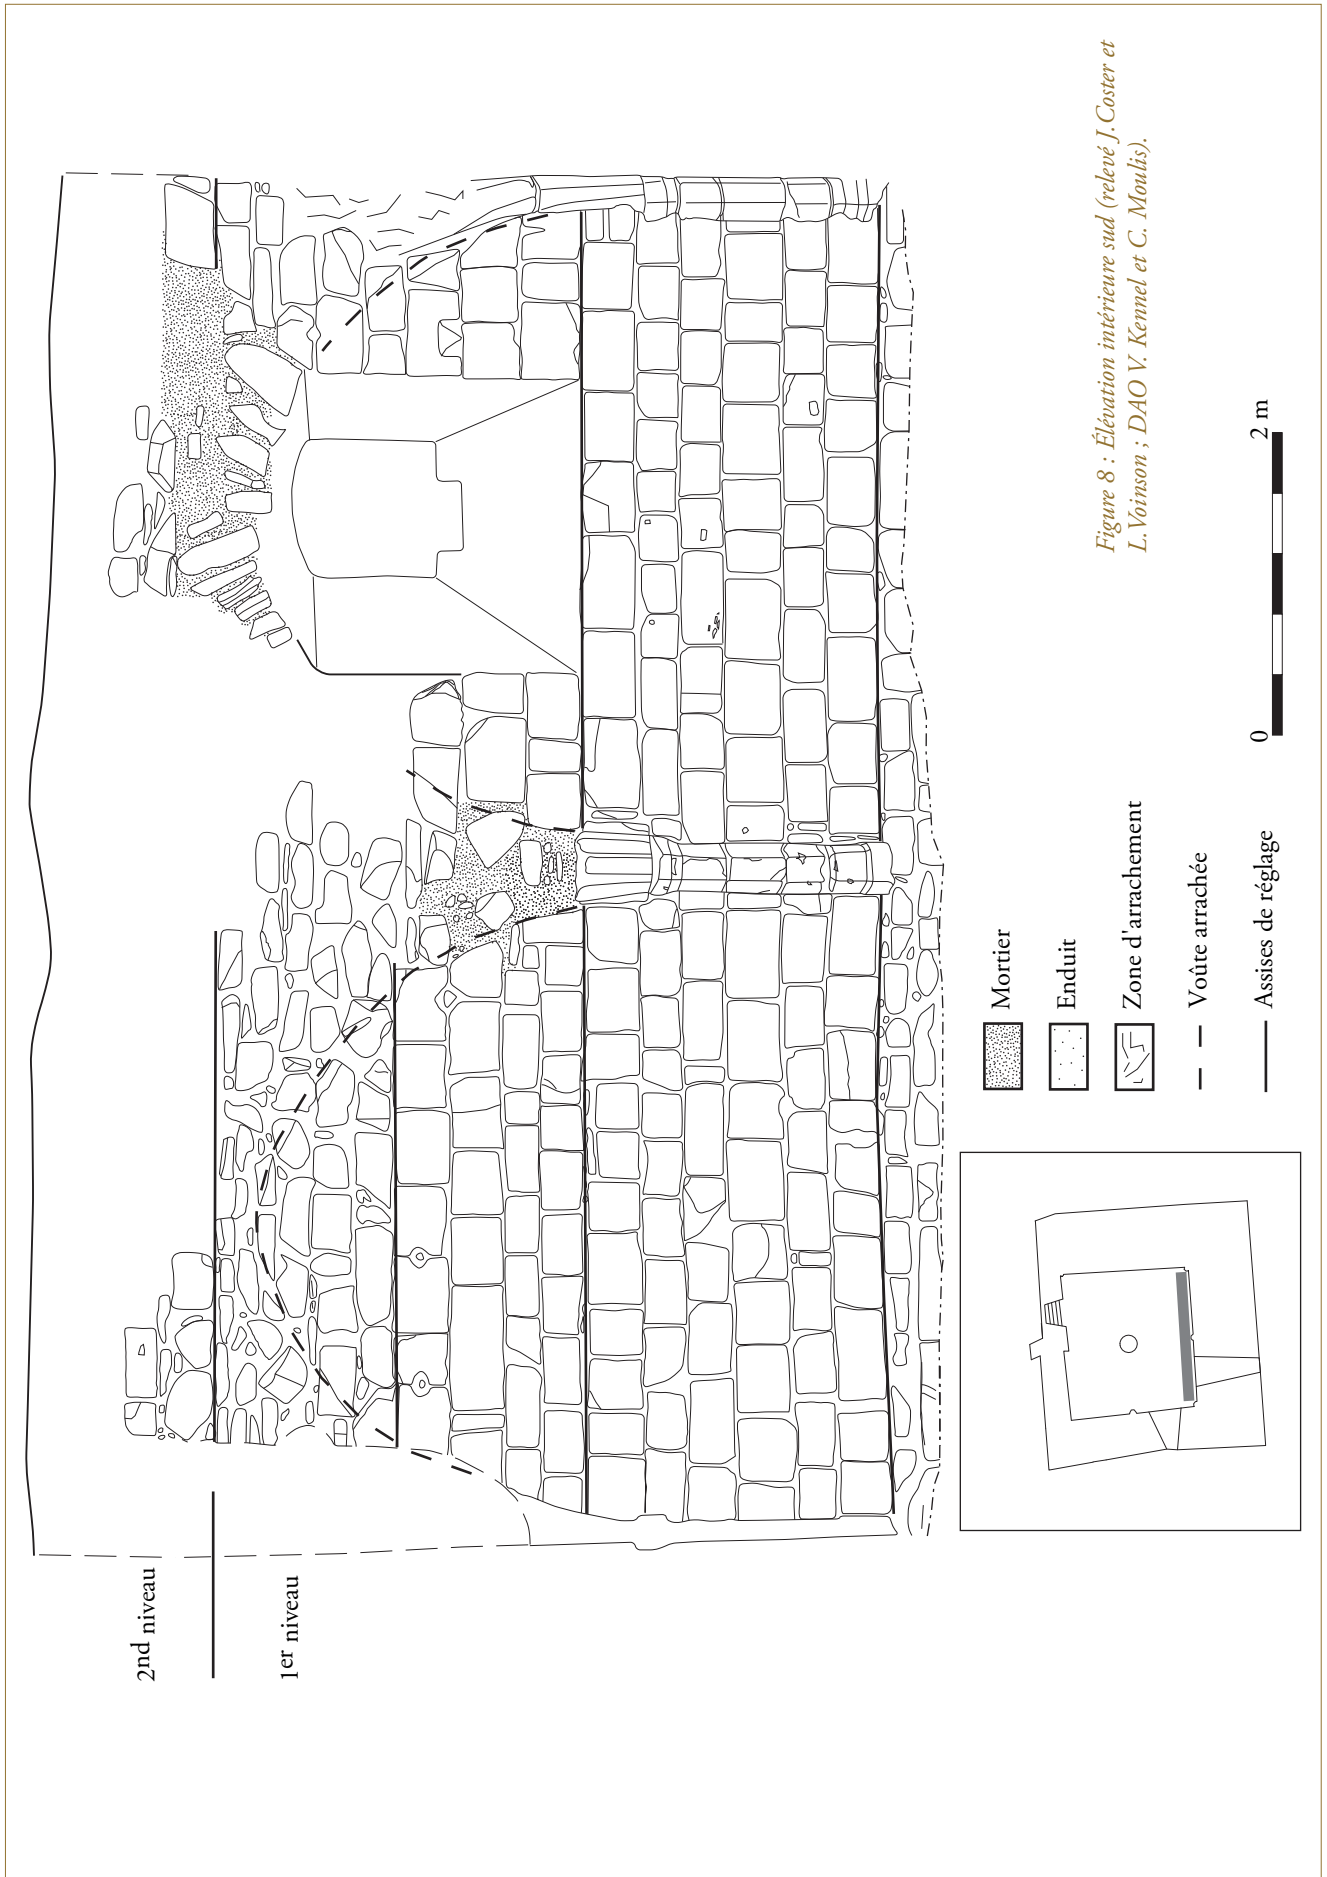 2nd niveau
1er niveau
Mortier
Enduit
Zone d'arrachement
Voûte arrachée
Assises de réglage
0 2 m
Figure 8 : Élévation intérieure sud (relevé J.Coster et
L.Voinson ; DAO V. Kennel et C. Moulis).